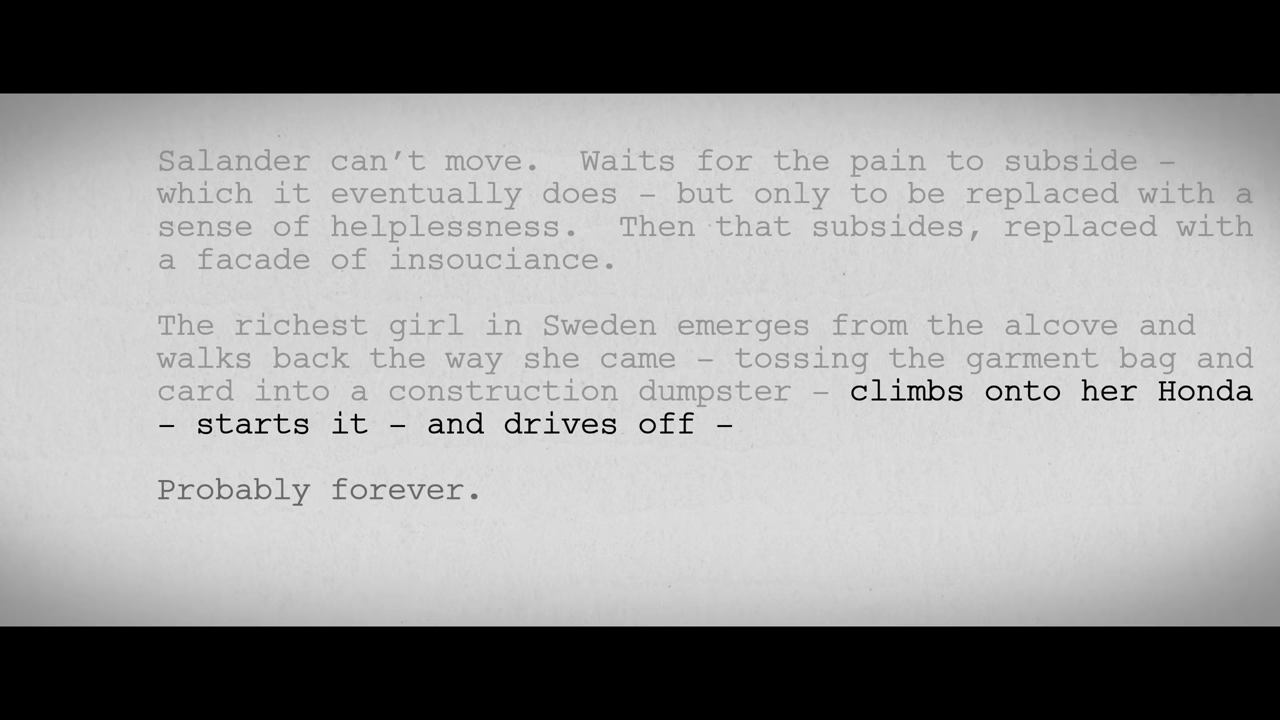 Salander can’t move.  Waits for the pain to subside –
which it eventually does – but only to be replaced with a
sense of helplessness.  Then that subsides, replaced with
a facade of insouciance.
The richest girl in Sweden emerges from the alcove and
walks back the way she came – tossing the garment bag and
card into a construction dumpster – climbs onto her Honda
– starts it – and drives off –
Probably forever.